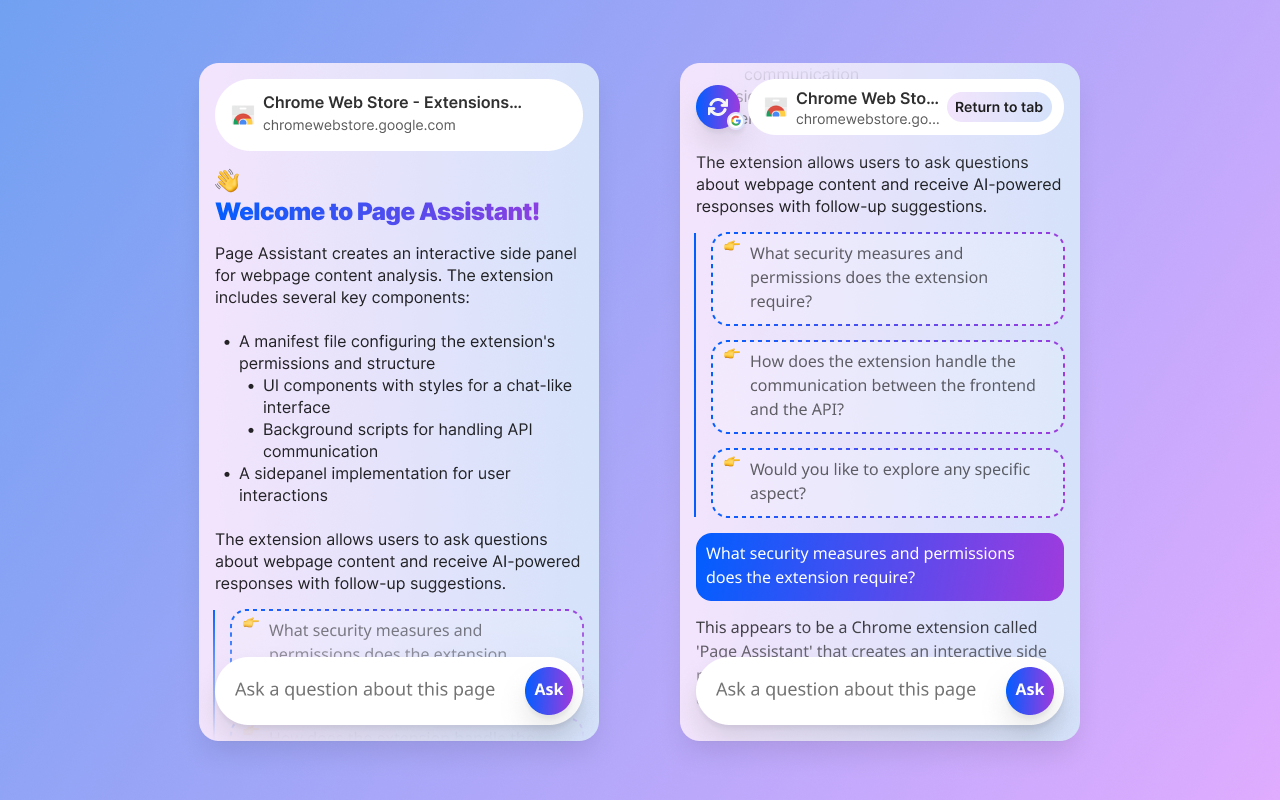 Chrome Web Store - Extensions...
chromewebstore.google.com
Welcome to Page Assistant!
Page Assistant creates an interactive side panel
for webpage content analysis. The extension
includes several key components:
• A manifest file configuring the extension's
permissions and structure
• UI components with styles for a chat-like
interface
• Background scripts for handling API
communication
• A sidepanel implementation for user
interactions
The extension allows users to ask questions
about webpage content and receive AI-powered
responses with follow-up suggestions.
What security measures and
permissions does the extension
Ask a question about this page
Ask
communication
Chrome Web Sto...
chromewebstore.go...
Return to tab
The extension allows users to ask questions
about webpage content and receive AI-powered
responses with follow-up suggestions.
What security measures and
permissions does the extension
require?
How does the extension handle the
communication between the frontend
and the API?
Would you like to explore any specific
aspect?
What security measures and permissions
does the extension require?
This appears to be a Chrome extension called
'Page Assistant' that creates an interactive side
Ask a question about this page
Ask